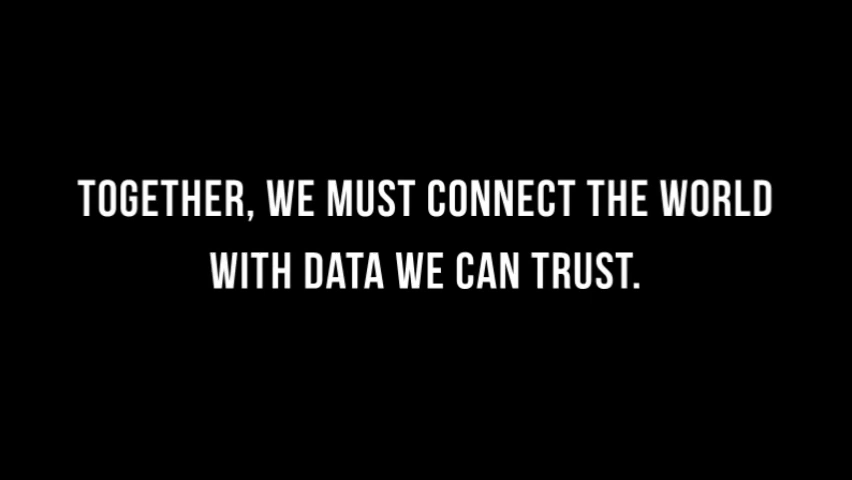 TOGETHER, WE MUST CONNECT THE WORLD
WITH DATA WE CAN TRUST.